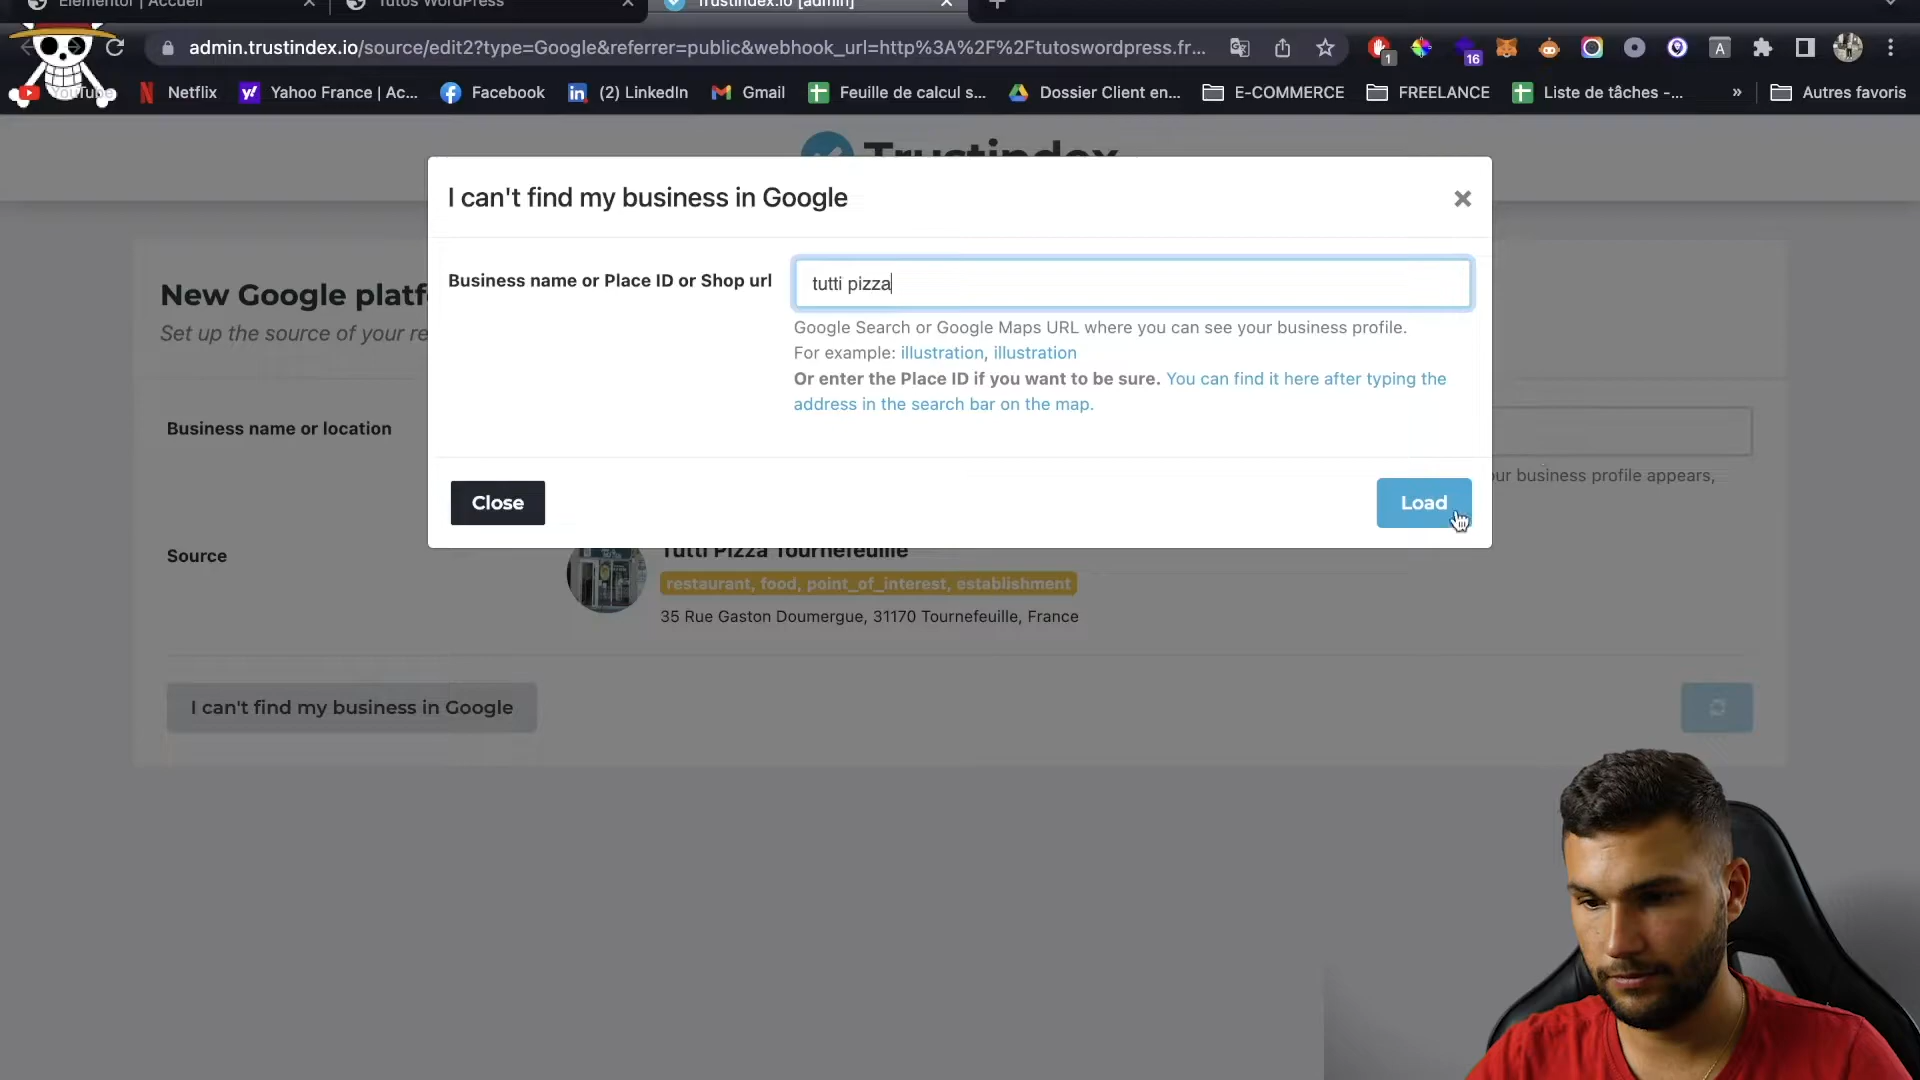 Elementor | Accueil
Tutos WordPress
Trustindex.io [admin]
admin.trustindex.io/source/edit2?type=Google&referrer=public&webhook_url=http%3A%2F%2Ftutoswordpress.fr...
1
16
A
YouTube
Netflix
Yahoo France | Ac...
Facebook
(2) LinkedIn
Gmail
Feuille de calcul s...
Dossier Client en...
E-COMMERCE
FREELANCE
Liste de tâches -...
»
Autres favoris
Trustindex
I can't find my business in Google
Business name or Place ID or Shop url
tutti pizza
Google Search or Google Maps URL where you can see your business profile.
For example: illustration, illustration
Or enter the Place ID if you want to be sure. You can find it here after typing the
address in the search bar on the map.
Close
Load
New Google platf
Set up the source of your re
Business name or location
our business profile appears,
Source
Tutti Pizza Tournefeuille
restaurant, food, point_of_interest, establishment
35 Rue Gaston Doumergue, 31170 Tournefeuille, France
I can't find my business in Google